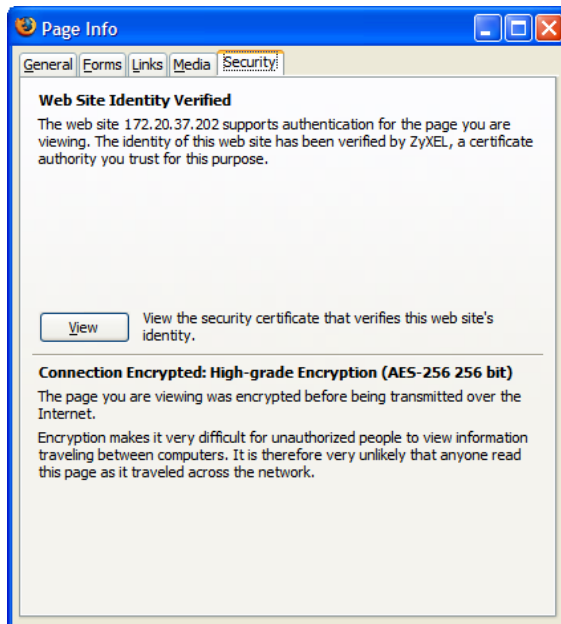 Page Info
General Forms Links Media Security
Web Site Identity Verified
The web site 172.20.37.202 supports authentication for the page you are
viewing. The identity of this web site has been verified by ZyXEL, a certificate
authority you trust for this purpose.
View
View the security certificate that verifies this web site's
identity.
Connection Encrypted: High-grade Encryption (AES-256 256 bit)
The page you are viewing was encrypted before being transmitted over the
Internet.
Encryption makes it very difficult for unauthorized people to view information
traveling between computers. It is therefore very unlikely that anyone read
this page as it traveled across the network.